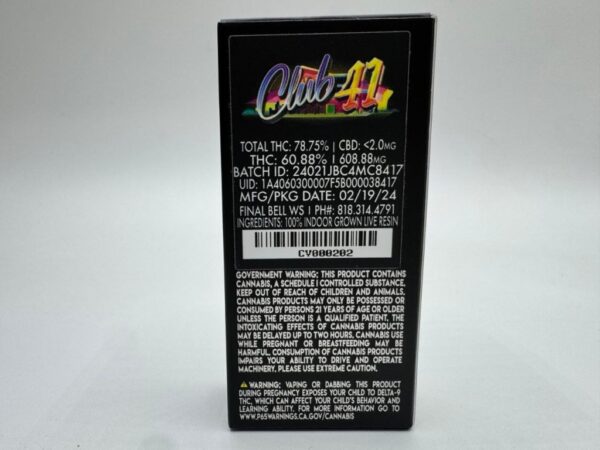 Club 41
TOTAL THC: 78.75% | CBD: <2.0MG
THC: 60.88% | 608.88MG
BATCH ID: 24021JBC4MC8417
UID: 1A4060300007F5B000038417
MFG/PKG DATE: 02/19/24
FINAL BELL WS | PH#: 818.314.4791
INGREDIENTS: 100% INDOOR GROWN LIVE RESIN
CV000202
GOVERNMENT WARNING: THIS PRODUCT CONTAINS
CANNABIS, A SCHEDULE I CONTROLLED SUBSTANCE.
KEEP OUT OF REACH OF CHILDREN AND ANIMALS.
CANNABIS PRODUCTS MAY ONLY BE POSSESSED OR
CONSUMED BY PERSONS 21 YEARS OF AGE OR OLDER
UNLESS THE PERSON IS A QUALIFIED PATIENT. THE
INTOXICATING EFFECTS OF CANNABIS PRODUCTS
MAY BE DELAYED UP TO TWO HOURS. CANNABIS USE
WHILE PREGNANT OR BREASTFEEDING MAY BE
HARMFUL. CONSUMPTION OF CANNABIS PRODUCTS
IMPAIRS YOUR ABILITY TO DRIVE AND OPERATE
MACHINERY. PLEASE USE EXTREME CAUTION.
⚠WARNING: VAPING OR DABBING THIS PRODUCT
DURING PREGNANCY EXPOSES YOUR CHILD TO DELTA-9
THC, WHICH CAN AFFECT YOUR CHILD'S BEHAVIOR AND
LEARNING ABILITY. FOR MORE INFORMATION GO TO
WWW.P65WARNINGS.CA.GOV/CANNABIS